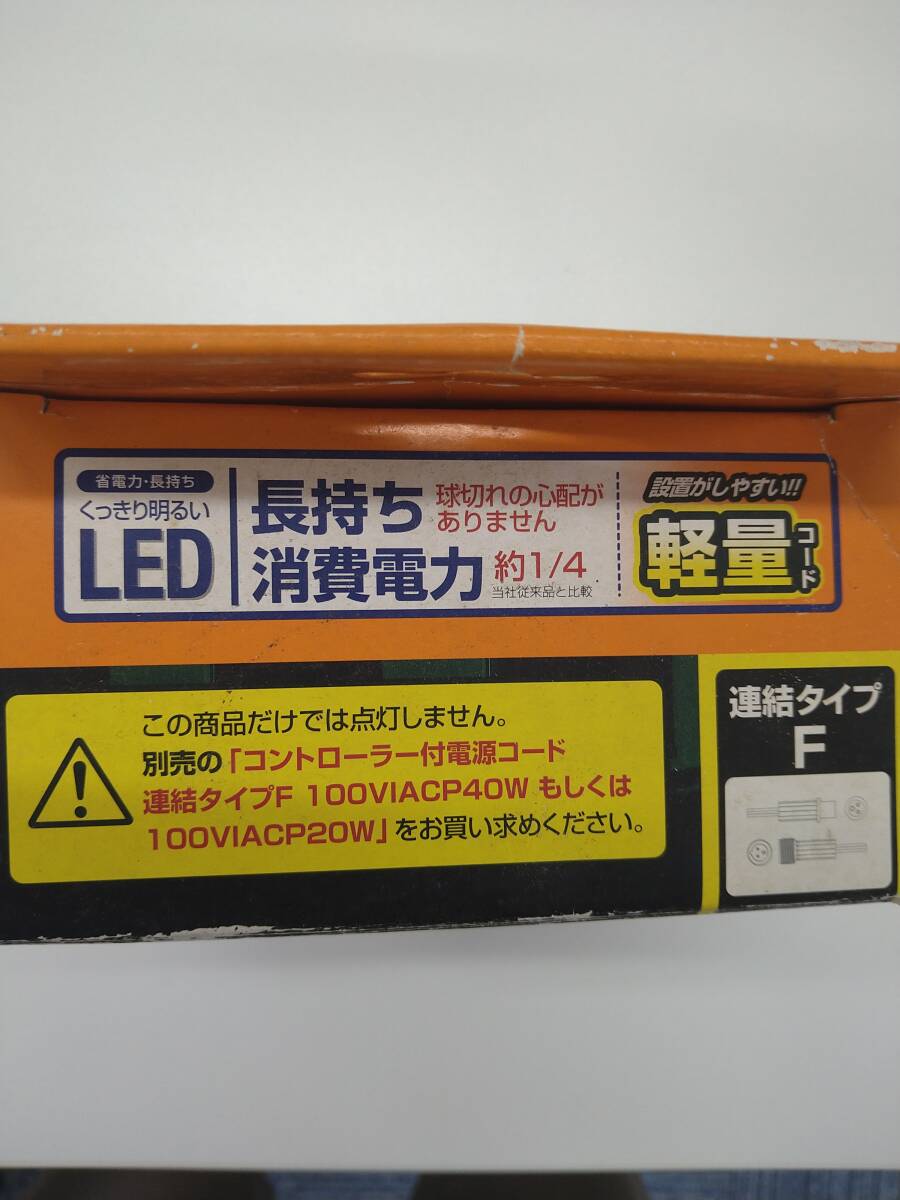 省電力・長持ち
くっきり明るい
LED
長持ち
球切れの心配が
ありません
消費電力
約1/4
当社従来品と比較
設置がしやすい!!
軽量
コード
この商品だけでは点灯しません。
別売の「コントローラー付電源コード
連結タイプF 100VIACP40W もしくは
100VIACP20W」をお買い求めください。
連結タイプ
F